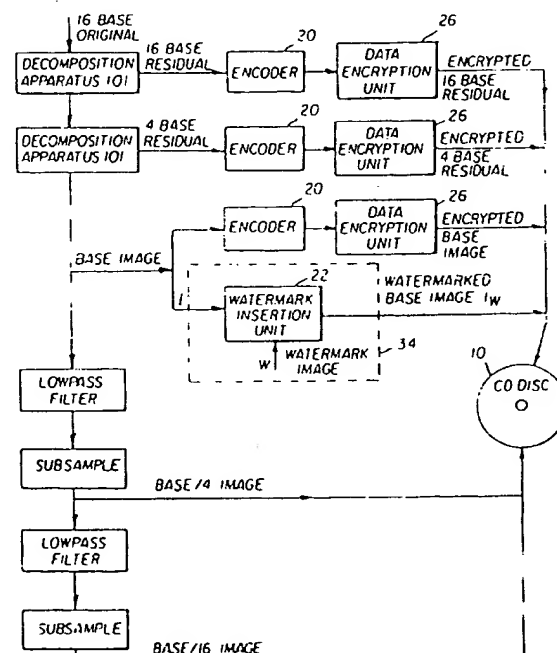 16 BASE
ORIGINAL
DECOMPOSITION
APPARATUS 101
16 BASE
RESIDUAL
20
ENCODER
26
DATA
ENCRYPTION
UNIT
ENCRYPTED
16 BASE
RESIDUAL
DECOMPOSITION
APPARATUS 101
4 BASE
RESIDUAL
20
ENCODER
26
DATA
ENCRYPTION
UNIT
ENCRYPTED
4 BASE
RESIDUAL
BASE IMAGE
20
ENCODER
26
DATA
ENCRYPTION
UNIT
ENCRYPTED
BASE
IMAGE
I
22
WATERMARK
INSERTION
UNIT
WATERMARKED
BASE IMAGE IW
W
WATERMARK
IMAGE
34
10
CD DISC
LOWPASS
FILTER
SUBSAMPLE
BASE/4 IMAGE
LOWPASS
FILTER
SUBSAMPLE
BASE/16 IMAGE